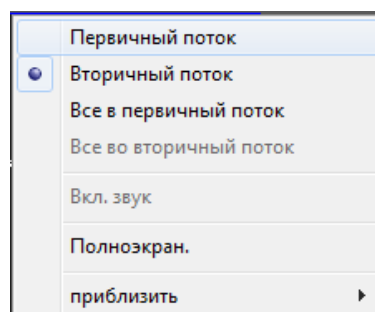 Первичный поток
Вторичный поток
Все в первичный поток
Все во вторичный поток
Вкл. звук
Полноэкран.
приблизить